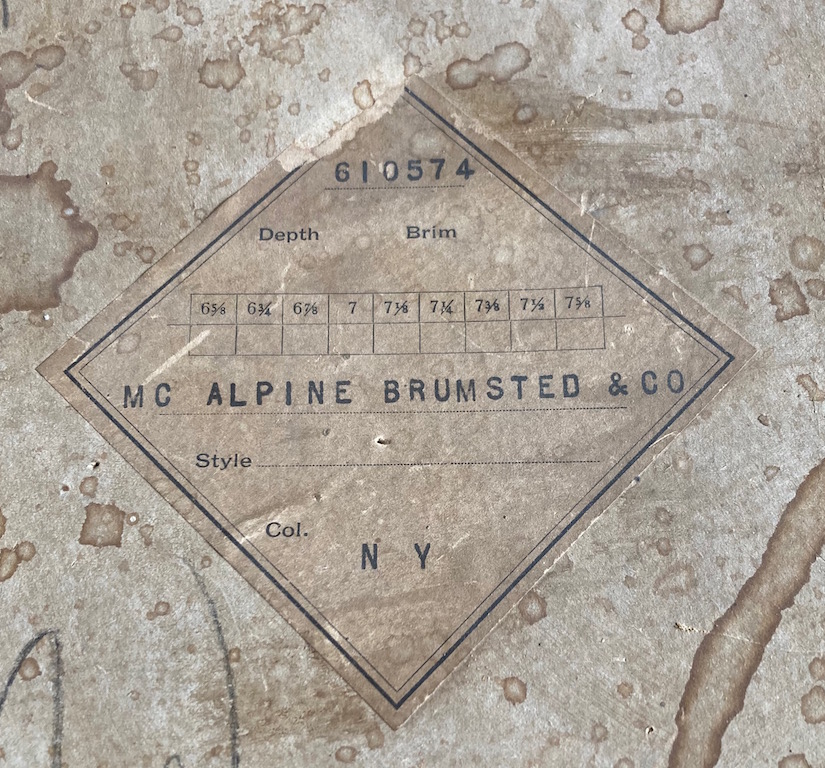 610574
Depth Brim
6⅝ 6¾ 6⅞ 7 7⅛ 7¼ 7⅜ 7½ 7⅝
MC ALPINE BRUMSTED & CO
Style
Col.
N Y